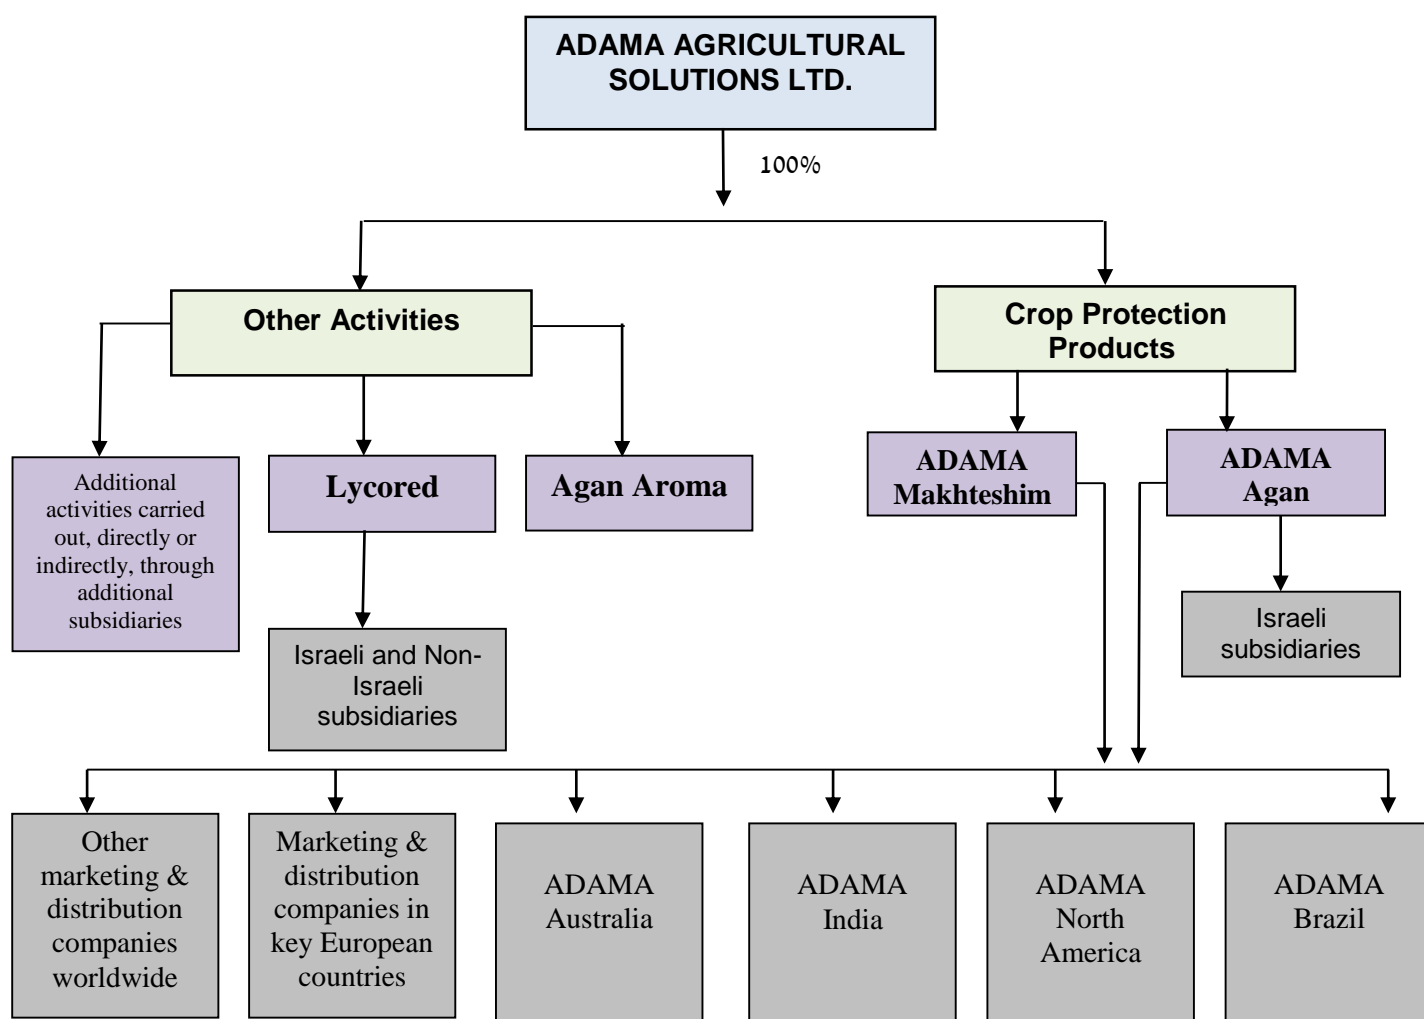 ADAMA AGRICULTURAL
SOLUTIONS LTD.
100%
Other Activities
Crop Protection
Products
Additional
activities carried
out, directly or
indirectly, through
additional
subsidiaries
Lycored
Agan Aroma
ADAMA
Makhteshim
ADAMA
Agan
Israeli and Non-
Israeli
subsidiaries
Israeli
subsidiaries
Other
marketing &
distribution
companies
worldwide
Marketing &
distribution
companies in
key European
countries
ADAMA
Australia
ADAMA
India
ADAMA
North
America
ADAMA
Brazil